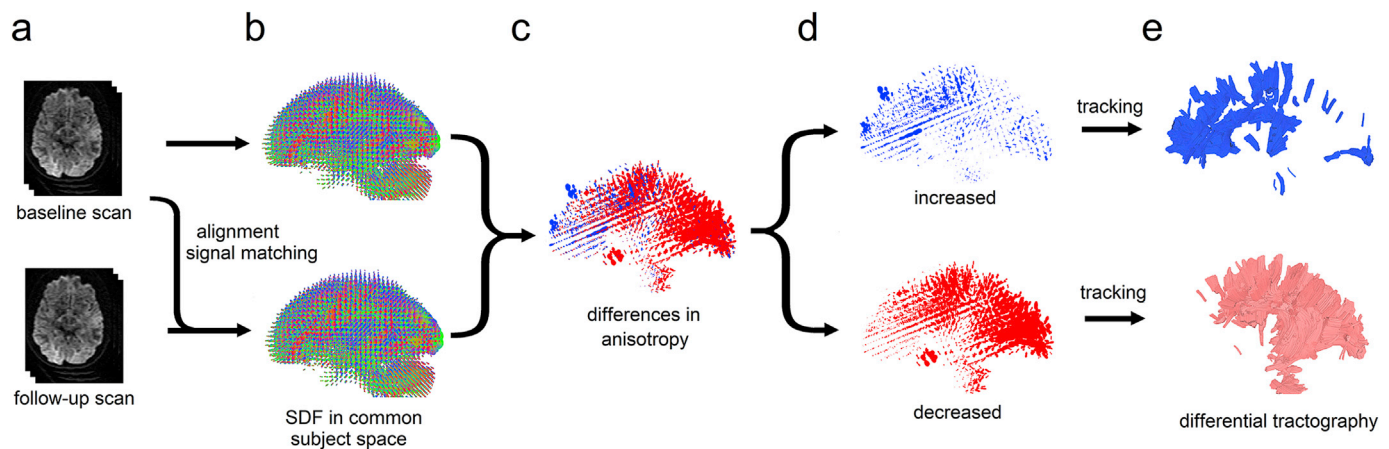 a
b
c
d
e
baseline scan
alignment
signal matching
follow-up scan
SDF in common
subject space
differences in
anisotropy
increased
decreased
tracking
tracking
differential tractography